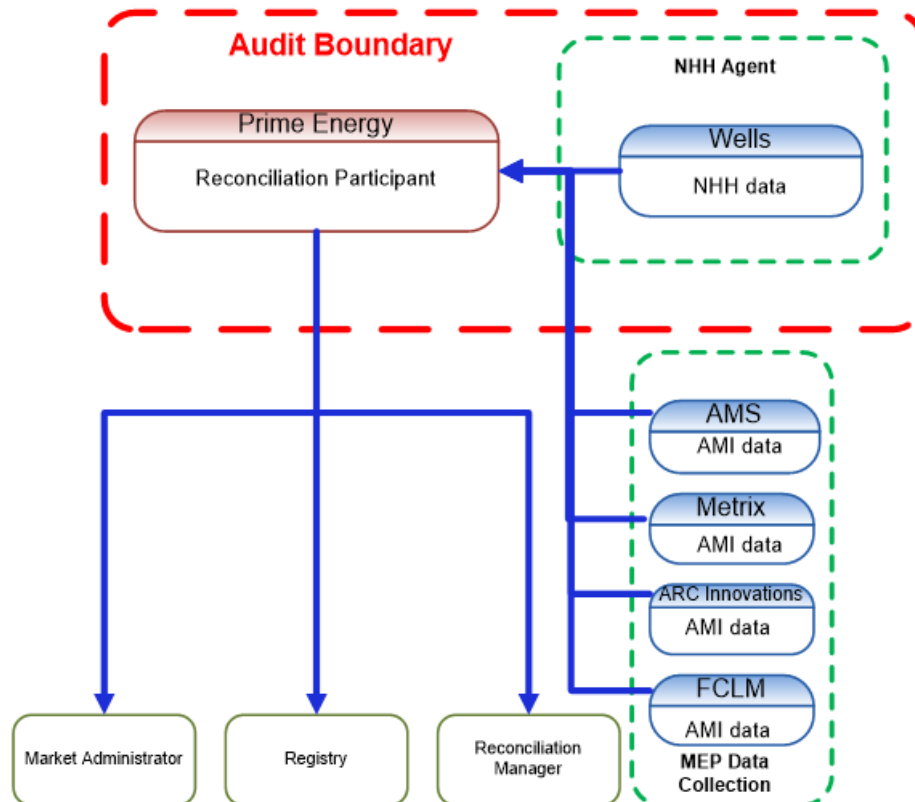 Audit Boundary
NHH Agent
Prime Energy
Reconciliation Participant
Wells
NHH data
AMS
AMI data
Metrix
AMI data
ARC Innovations
AMI data
FCLM
AMI data
MEP Data
Collection
Market Administrator
Registry
Reconciliation
Manager